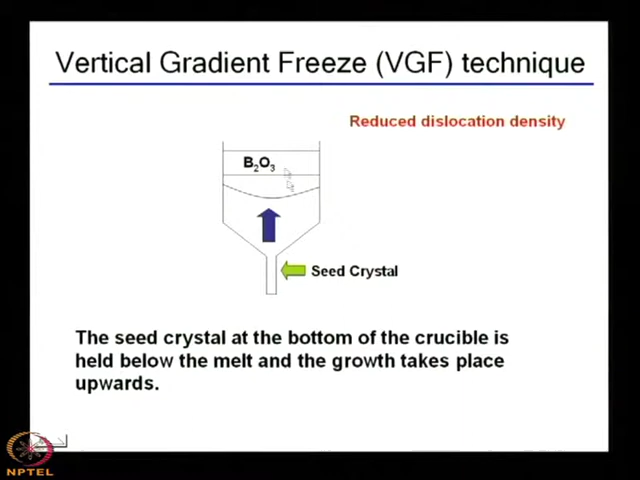 Vertical Gradient Freeze (VGF) technique
Reduced dislocation density
B₂O₃
Seed Crystal
The seed crystal at the bottom of the crucible is
held below the melt and the growth takes place
upwards.
NPTEL